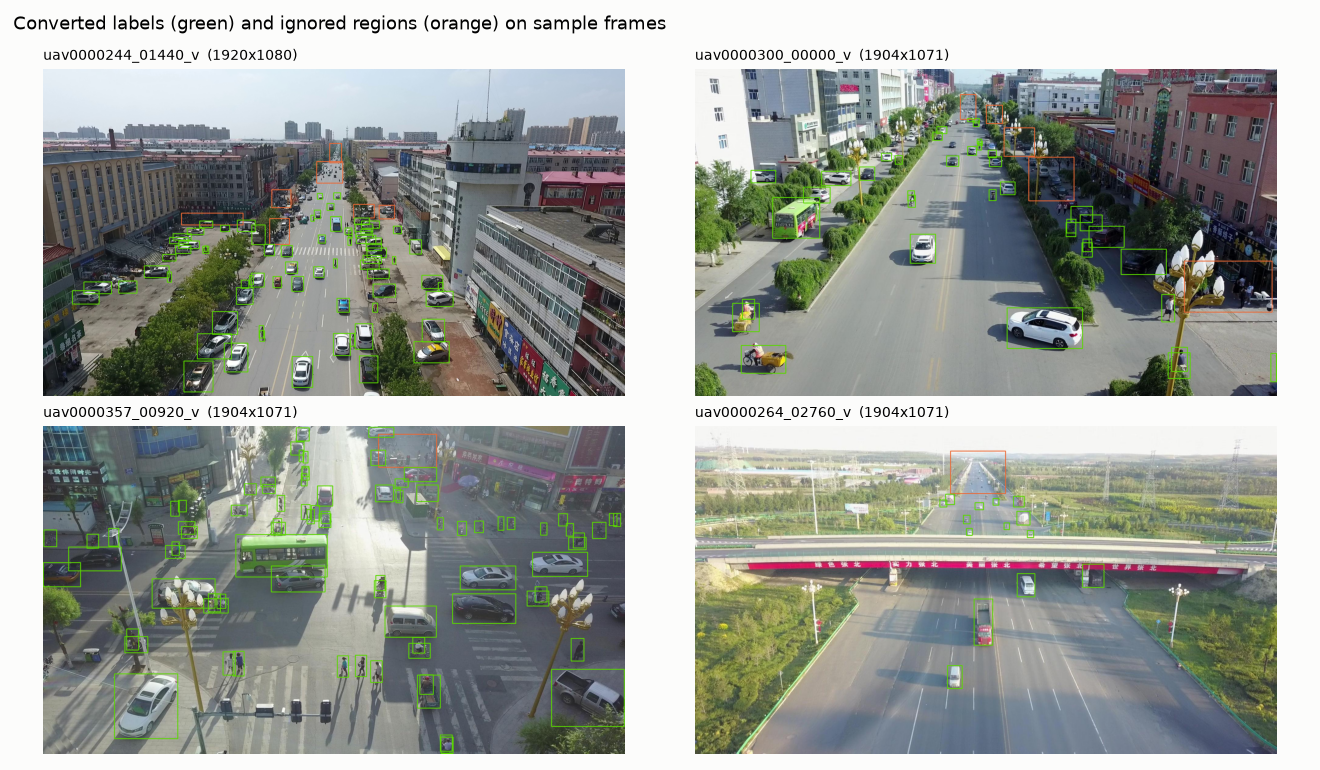 Converted labels (green) and ignored regions (orange) on sample frames
uav0000244_01440_v (1920x1080)
uav0000300_00000_v (1904x1071)
uav0000357_00920_v (1904x1071)
uav0000264_02760_v (1904x1071)